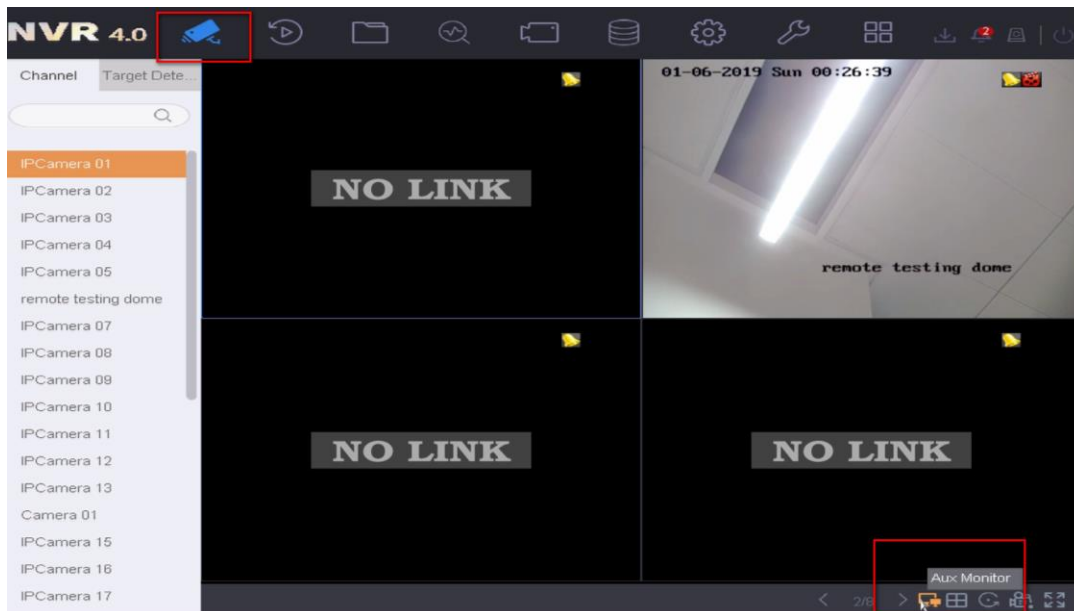 NVR 4.0
2
Channel
Target Dete...
IPCamera 01
IPCamera 02
IPCamera 03
IPCamera 04
IPCamera 05
remote testing dome
IPCamera 07
IPCamera 08
IPCamera 09
IPCamera 10
IPCamera 11
IPCamera 12
IPCamera 13
Camera 01
IPCamera 15
IPCamera 16
IPCamera 17
NO LINK
01-06-2019 Sun 00:26:39
remote testing dome
NO LINK
NO LINK
Aux Monitor
2/8